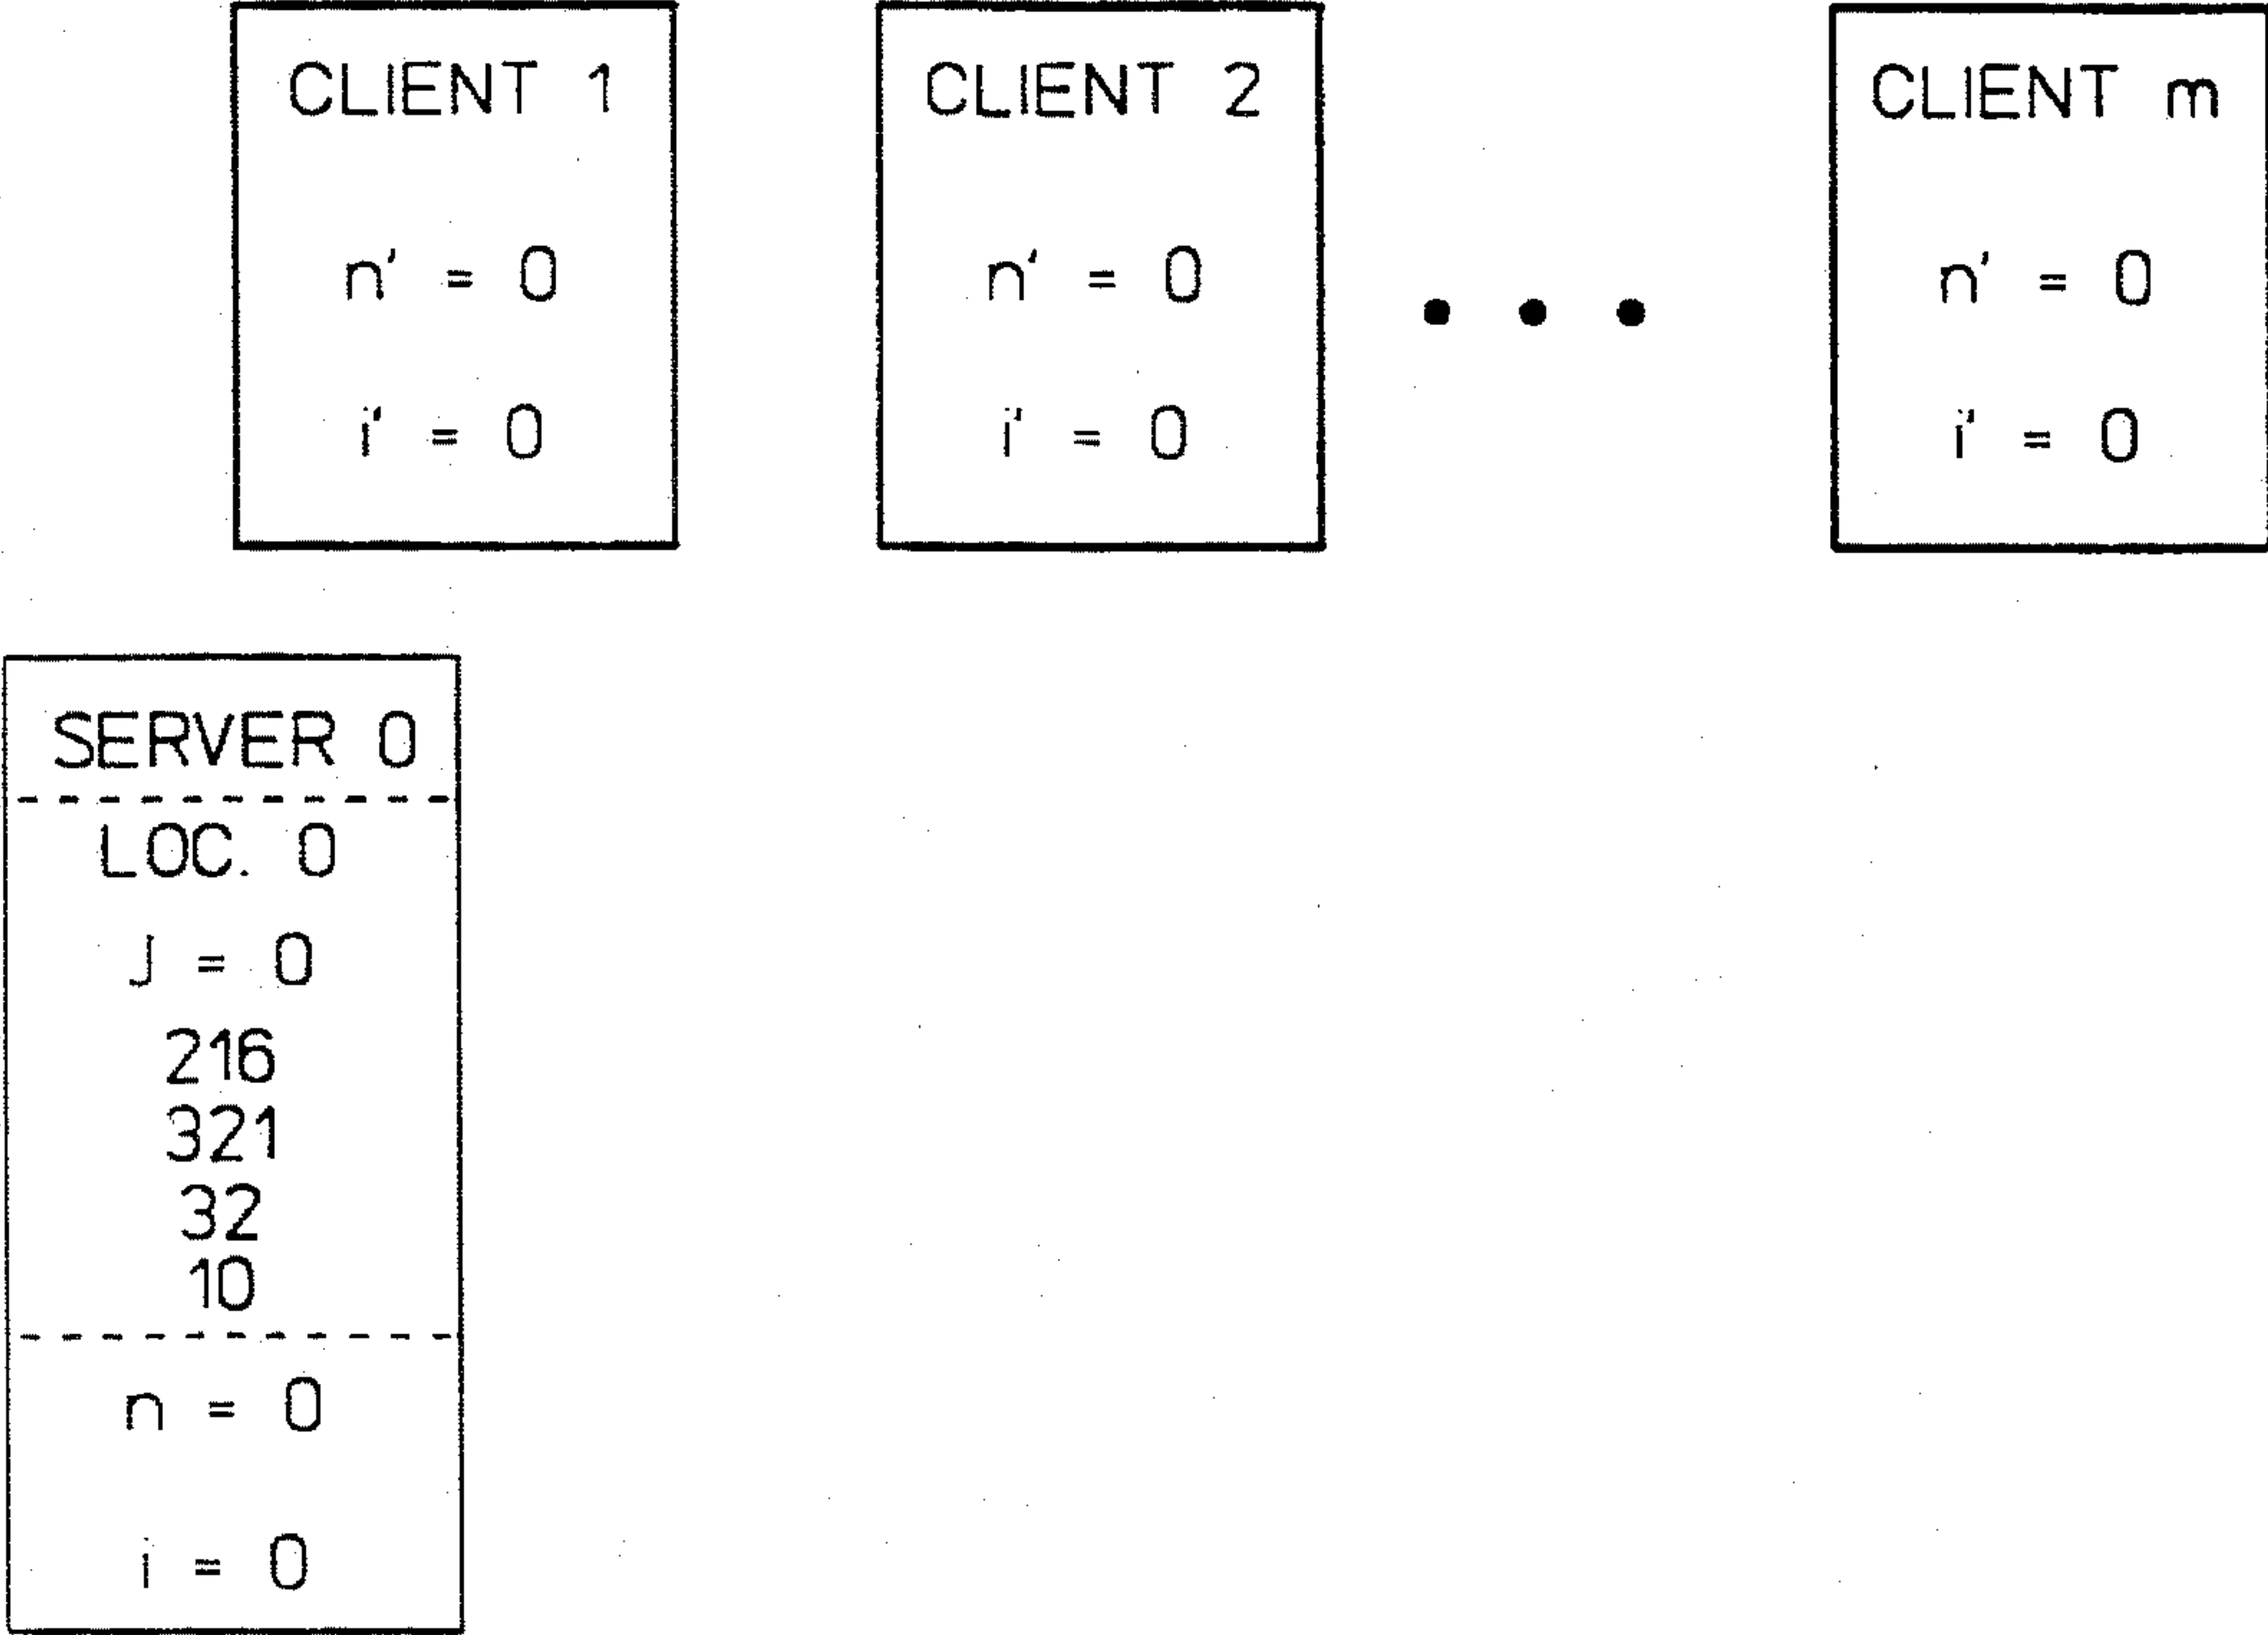 CLIENT 1
n' = 0
i' = 0
CLIENT 2
n' = 0
i' = 0
CLIENT m
n' = 0
i' = 0
SERVER 0
LOC. 0
J = 0
216
321
32
10
n = 0
i = 0